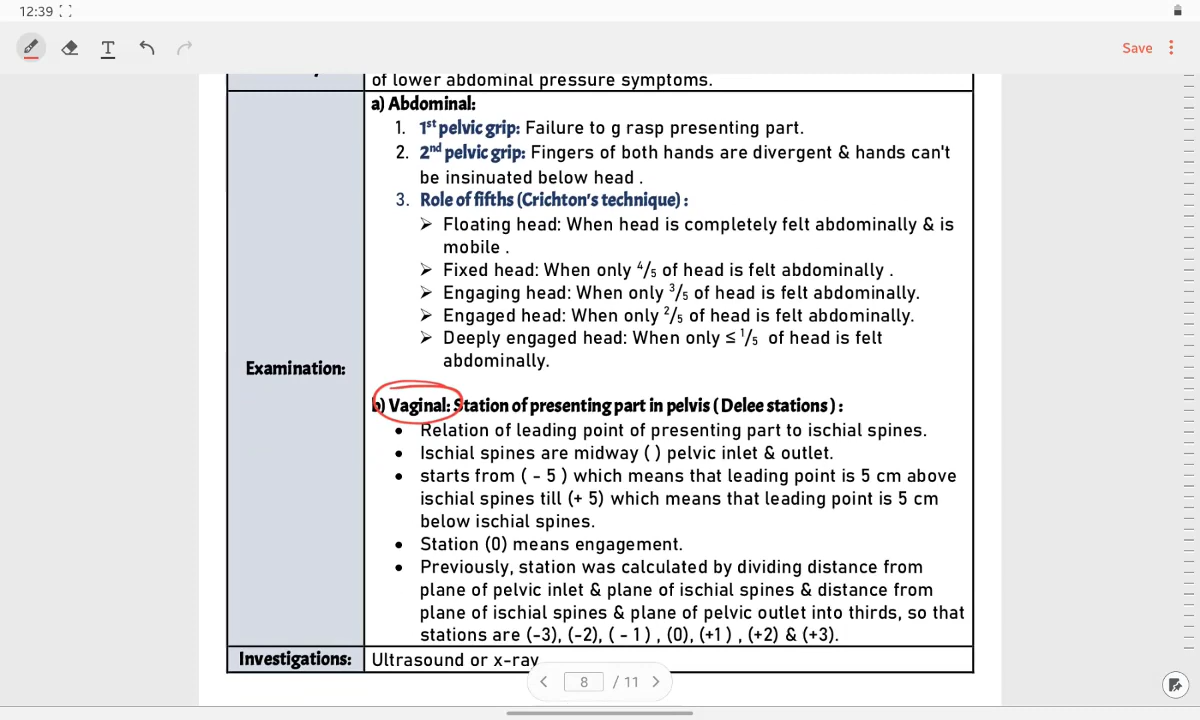 12:39
T
Save
of lower abdominal pressure symptoms.
a) Abdominal:
1. 1st pelvic grip: Failure to g rasp presenting part.
2. 2nd pelvic grip: Fingers of both hands are divergent & hands can't
be insinuated below head .
3. Role of fifths (Crichton's technique) :
➢ Floating head: When head is completely felt abdominally & is
mobile .
➢ Fixed head: When only 4/5 of head is felt abdominally .
➢ Engaging head: When only 3/5 of head is felt abdominally.
➢ Engaged head: When only 2/5 of head is felt abdominally.
➢ Deeply engaged head: When only ≤ 1/5 of head is felt
abdominally.
Examination:
b) Vaginal: Station of presenting part in pelvis ( Delee stations ) :
• Relation of leading point of presenting part to ischial spines.
• Ischial spines are midway ( ) pelvic inlet & outlet.
• starts from ( - 5 ) which means that leading point is 5 cm above
ischial spines till (+ 5) which means that leading point is 5 cm
below ischial spines.
• Station (0) means engagement.
• Previously, station was calculated by dividing distance from
plane of pelvic inlet & plane of ischial spines & distance from
plane of ischial spines & plane of pelvic outlet into thirds, so that
stations are (-3), (-2), ( - 1 ) , (0), (+1) , (+2) & (+3).
Investigations: Ultrasound or x-ray
8 / 11